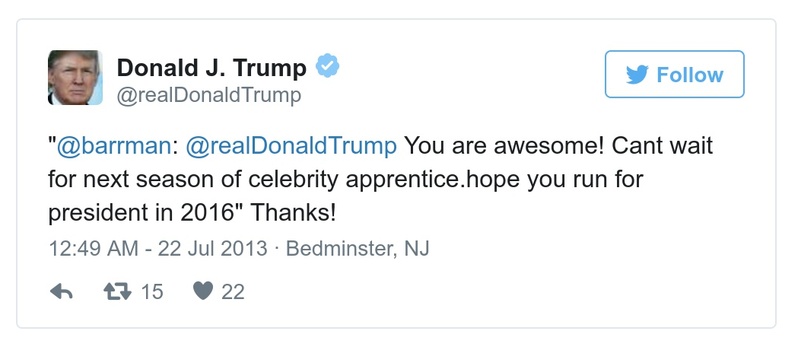 Donald J. Trump
@realDonaldTrump
Follow
"@barrman: @realDonaldTrump You are awesome! Cant wait
for next season of celebrity apprentice.hope you run for
president in 2016" Thanks!
12:49 AM - 22 Jul 2013 · Bedminster, NJ
15 22